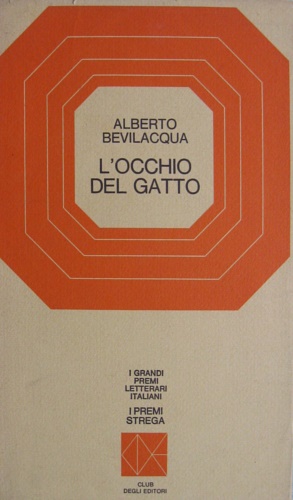 ALBERTO
BEVILACQUA
L'OCCHIO
DEL GATTO
I GRANDI
PREMI
LETTERARI
ITALIANI
I PREMI
STREGA
CLUB
DEGLI EDITORI